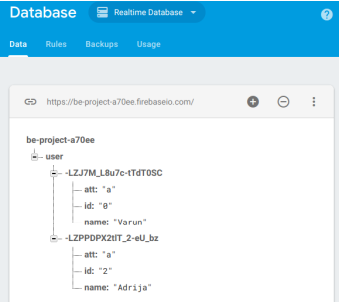 Database Realtime Database
Data Rules Backups Usage
https://be-project-a70ee.firebaseio.com/
be-project-a70ee
user
-LZJ7M_L8u7c-tTdT0SC
att: "a"
id: "0"
name: "Varun"
-LZPPDPX2tlT_2-eU_bz
att: "a"
id: "2"
name: "Adrija"